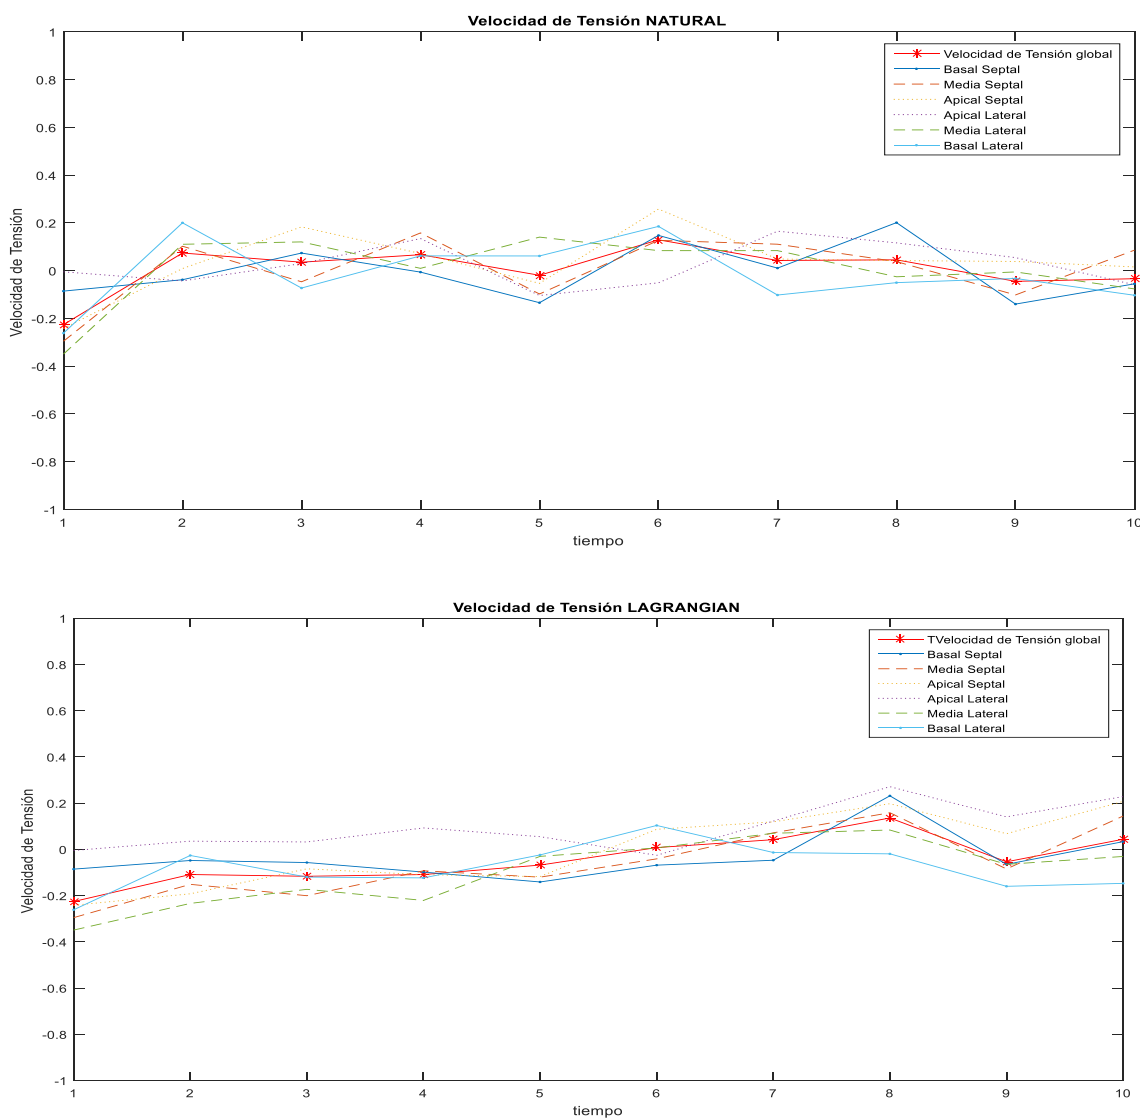 Velocidad de Tensión NATURAL
1
0.8
0.6
0.4
0.2
0
-0.2
-0.4
-0.6
-0.8
-1
Velocidad de Tensión
Velocidad de Tensión global
Basal Septal
Media Septal
Apical Septal
Apical Lateral
Media Lateral
Basal Lateral
1 2 3 4 5 6 7 8 9 10
tiempo
Velocidad de Tensión LAGRANGIAN
1
0.8
0.6
0.4
0.2
0
-0.2
-0.4
-0.6
-0.8
-1
Velocidad de Tensión
TVelocidad de Tensión global
Basal Septal
Media Septal
Apical Septal
Apical Lateral
Media Lateral
Basal Lateral
1 2 3 4 5 6 7 8 9 10
tiempo